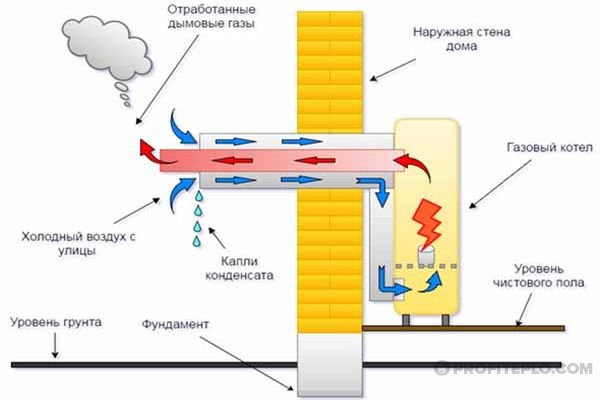 Отработанные
дымовые газы
Наружная стена
дома
Газовый котел
Холодный воздух с
улицы
Капли
конденсата
Уровень
чистового пола
Уровень грунта
Фундамент
PROFITEPLO.COM